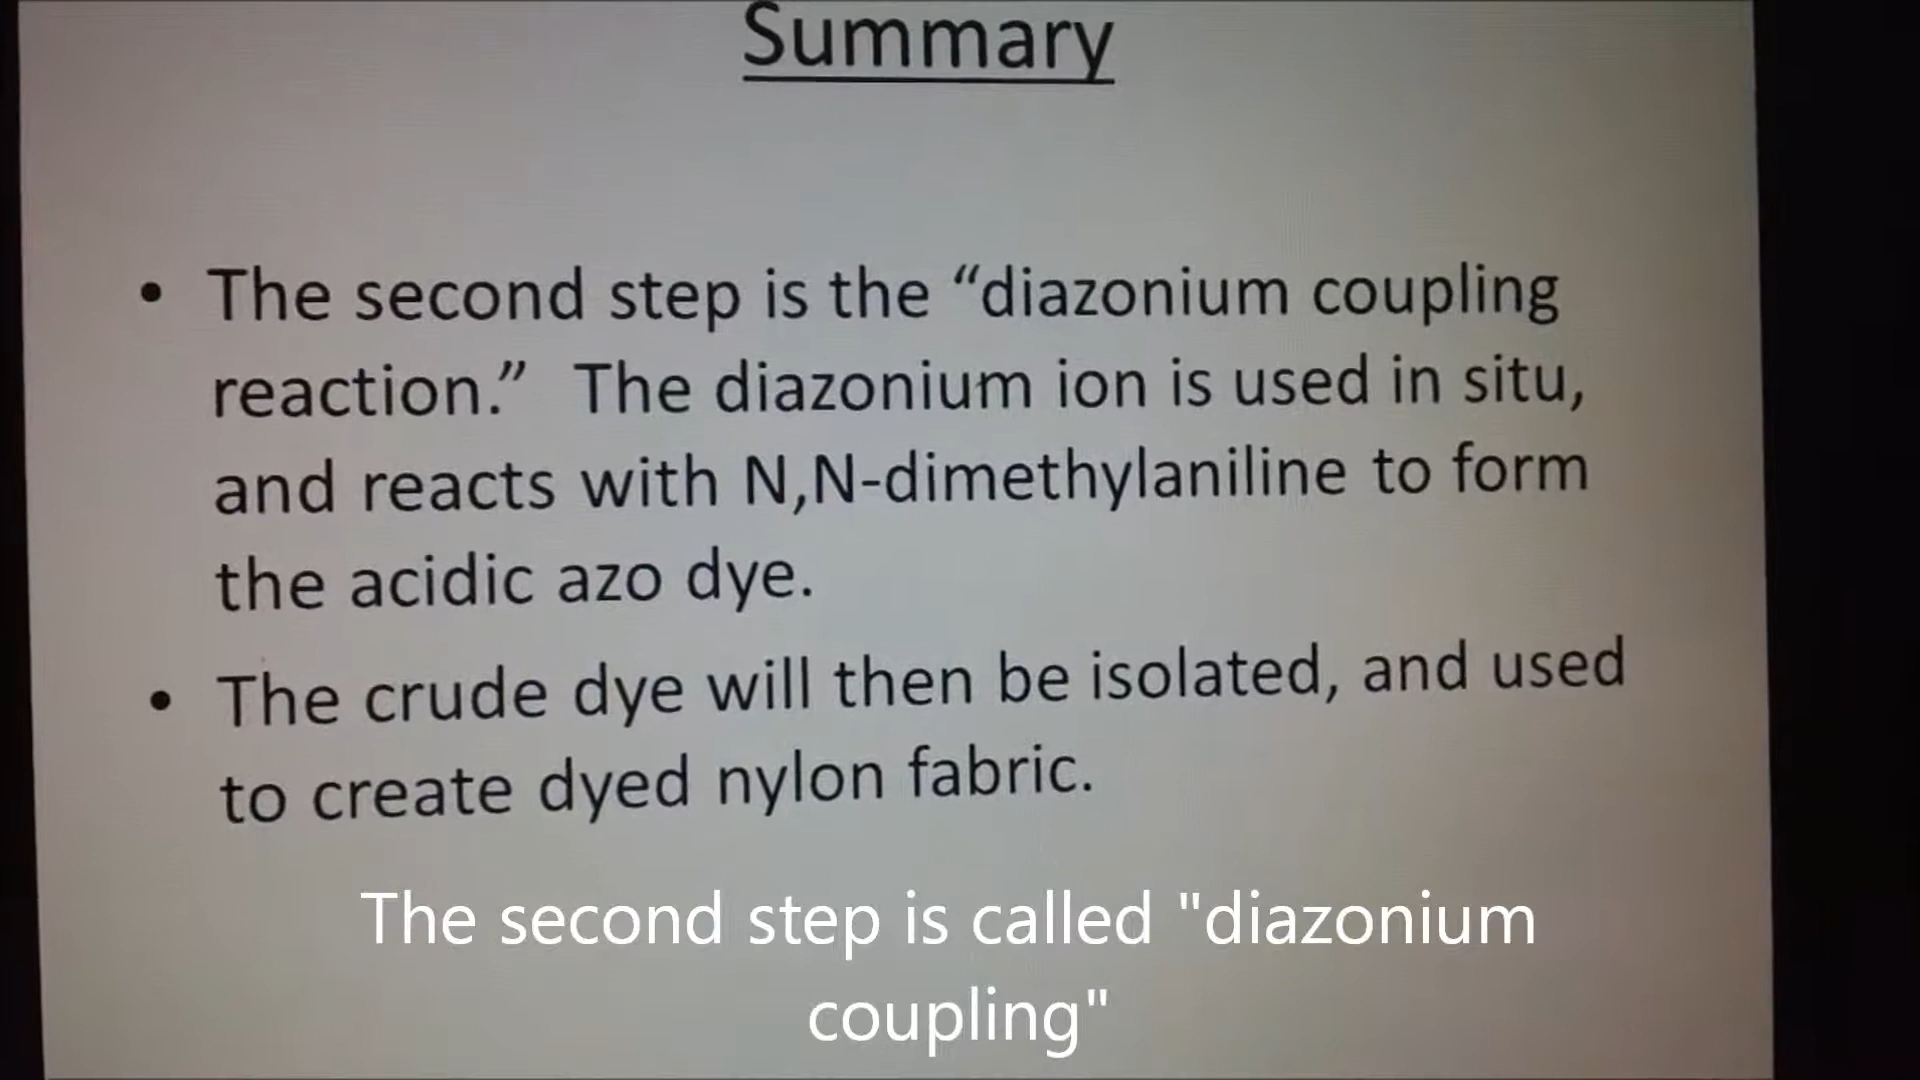 Summary
• The second step is the “diazonium coupling
reaction.”  The diazonium ion is used in situ,
and reacts with N,N-dimethylaniline to form
the acidic azo dye.
• The crude dye will then be isolated, and used
to create dyed nylon fabric.
The second step is called "diazonium
coupling"